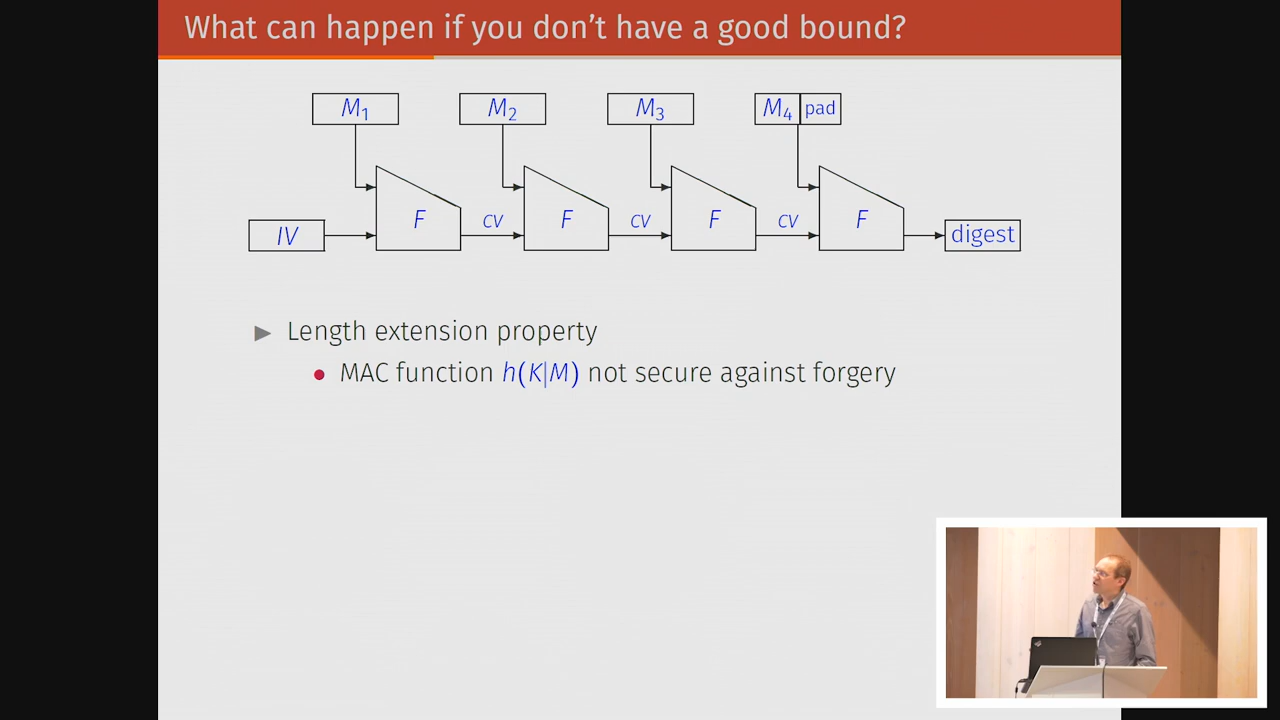 What can happen if you don't have a good bound?
M1 M2 M3 M4 pad
F F F F
cv cv cv
IV digest
Length extension property
MAC function h(K|M) not secure against forgery